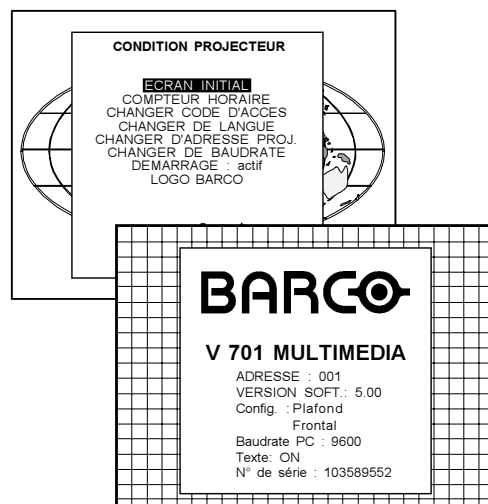 CONDITION PROJECTEUR
ECRAN INITIAL
COMPTEUR HORAIRE
CHANGER CODE D'ACCES
CHANGER DE LANGUE
CHANGER D'ADRESSE PROJ.
CHANGER DE BAUDRATE
DEMARRAGE : actif
LOGO BARCO
BARCO
V 701 MULTIMEDIA
ADRESSE : 001
VERSION SOFT.: 5.00
Config. : Plafond
Frontal
Baudrate PC : 9600
Texte: ON
N° de série : 103589552